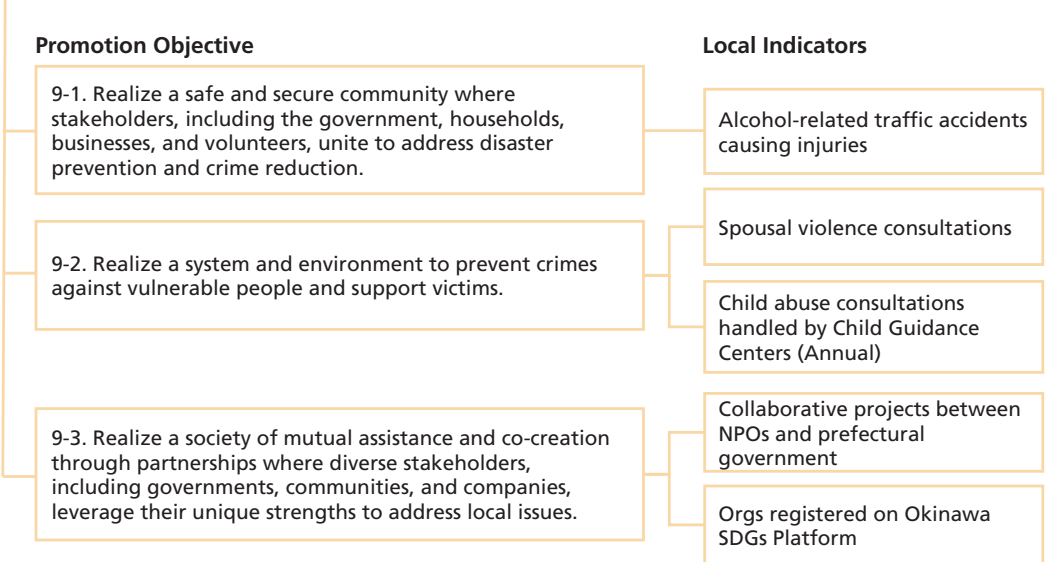 Promotion Objective
Local Indicators
9-1. Realize a safe and secure community where
stakeholders, including the government, households,
businesses, and volunteers, unite to address disaster
prevention and crime reduction.
Alcohol-related traffic accidents
causing injuries
9-2. Realize a system and environment to prevent crimes
against vulnerable people and support victims.
Spousal violence consultations
Child abuse consultations
handled by Child Guidance
Centers (Annual)
9-3. Realize a society of mutual assistance and co-creation
through partnerships where diverse stakeholders,
including governments, communities, and companies,
leverage their unique strengths to address local issues.
Collaborative projects between
NPOs and prefectural
government
Orgs registered on Okinawa
SDGs Platform